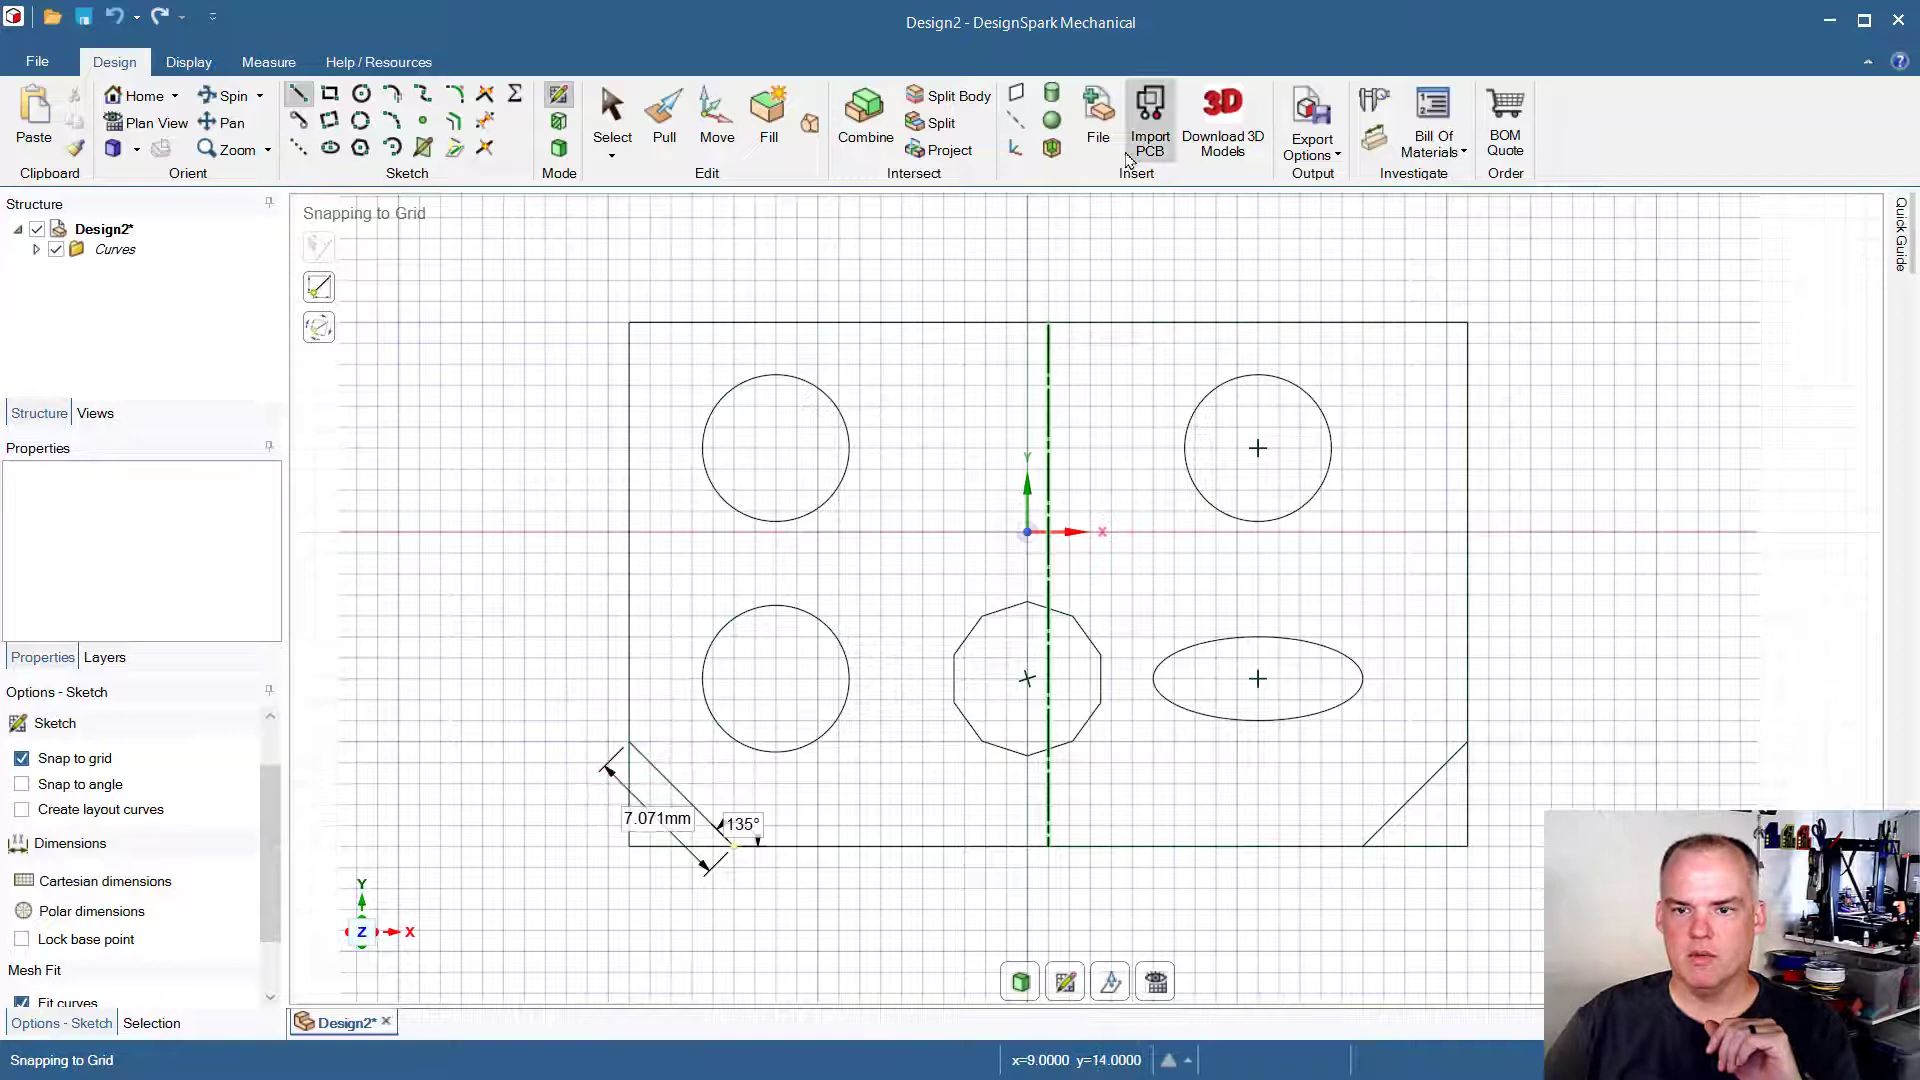 Design2 - DesignSpark Mechanical
File
Design
Display
Measure
Help / Resources
Paste
Clipboard
Home
Spin
Plan View
Pan
Zoom
Orient
Sketch
Mode
Select
Pull
Move
Fill
Edit
Combine
Split Body
Split
Project
Intersect
File
Import
PCB
Download 3D
Models
Insert
Export
Options
Output
Bill Of
Materials
Investigate
BOM
Quote
Order
Structure
Design2*
Curves
Structure
Views
Properties
Properties
Layers
Options - Sketch
Sketch
Snap to grid
Snap to angle
Create layout curves
Dimensions
Cartesian dimensions
Polar dimensions
Lock base point
Mesh Fit
Fit curves
Options - Sketch
Selection
Snapping to Grid
Y
X
7.071mm
135°
Y
Z
X
Quick Guide
Design2*
Snapping to Grid
x=9.0000 y=14.0000